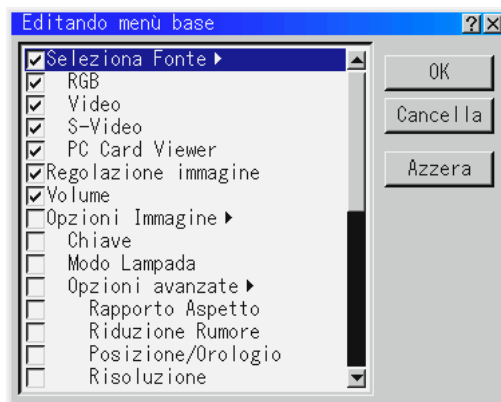 Editando menù base
Seleziona Fonte
RGB
Video
S-Video
PC Card Viewer
Regolazione immagine
Volume
Opzioni Immagine
Chiave
Modo Lampada
Opzioni avanzate
Rapporto Aspetto
Riduzione Rumore
Posizione/Orologio
Risoluzione
OK
Cancella
Azzera